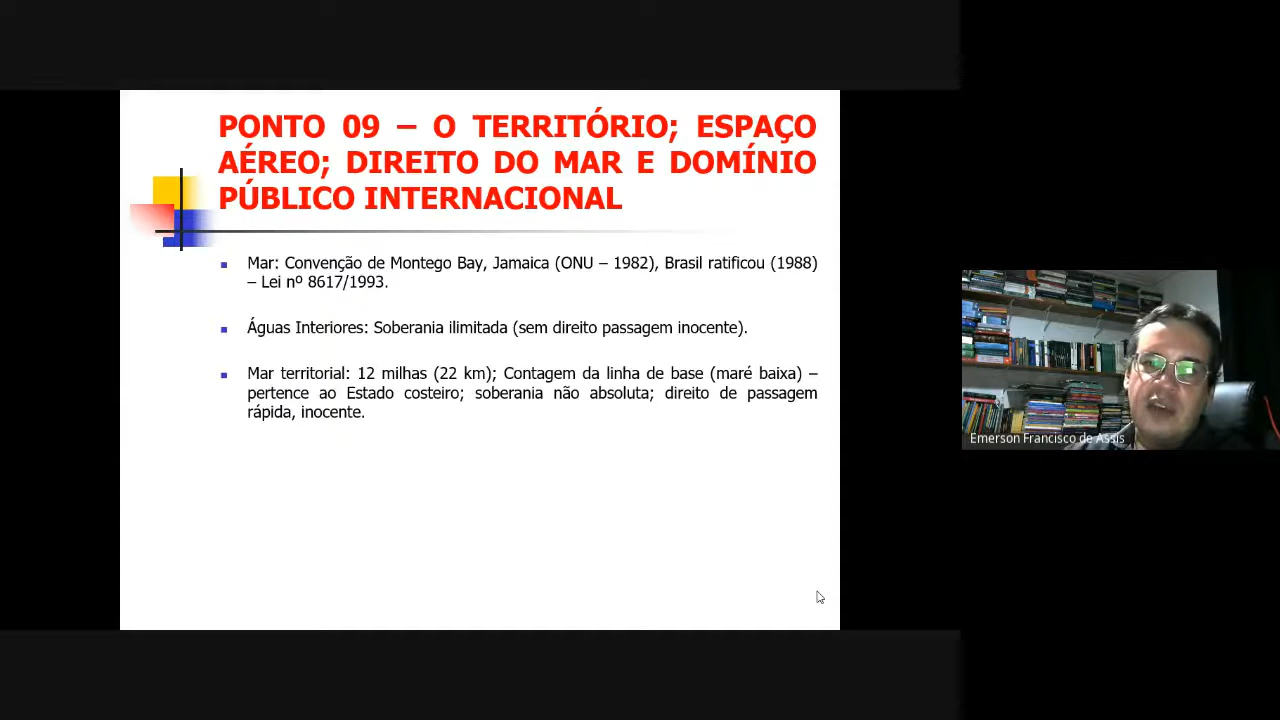 PONTO 09 – O TERRITÓRIO; ESPAÇO
AÉREO; DIREITO DO MAR E DOMÍNIO
PÚBLICO INTERNACIONAL
Mar: Convenção de Montego Bay, Jamaica (ONU – 1982), Brasil ratificou (1988)
– Lei nº 8617/1993.
Águas Interiores: Soberania ilimitada (sem direito passagem inocente).
Mar territorial: 12 milhas (22 km); Contagem da linha de base (maré baixa) –
pertence ao Estado costeiro; soberania não absoluta; direito de passagem
rápida, inocente.
Emerson Francisco de Assis